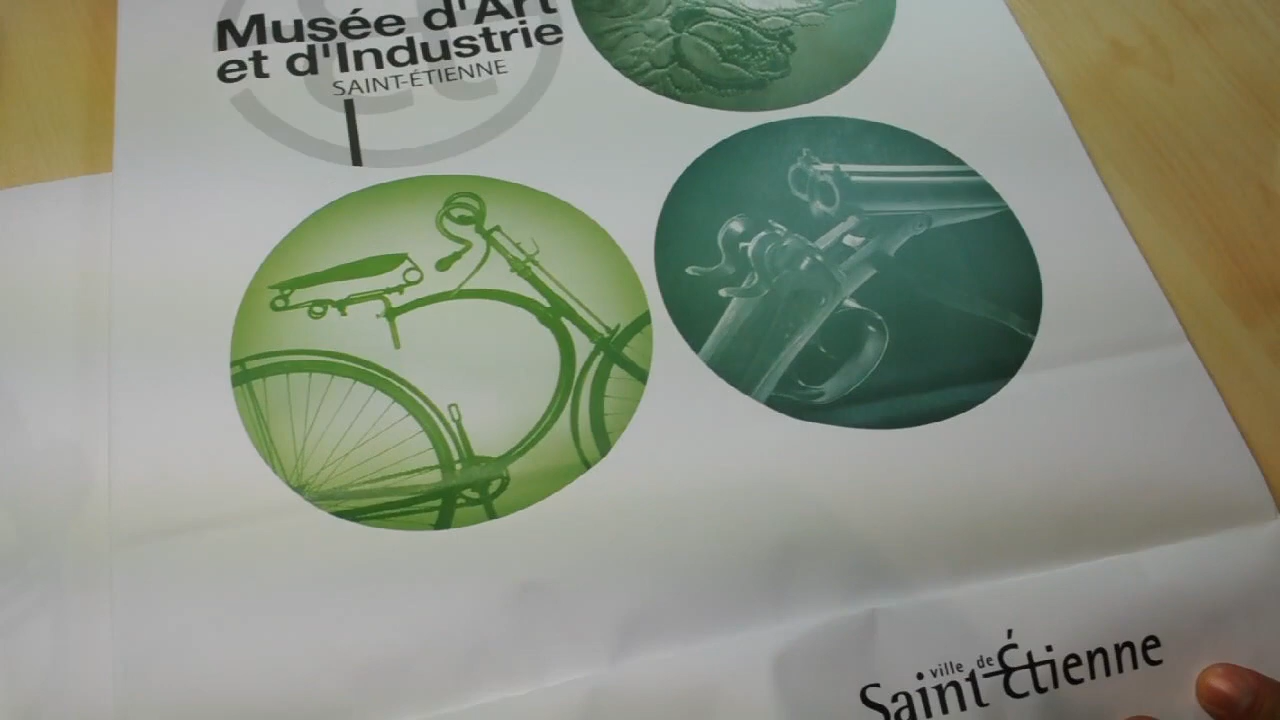 Musée d'Art
et d'Industrie
SAINT-ÉTIENNE
ville de
Saint-Étienne